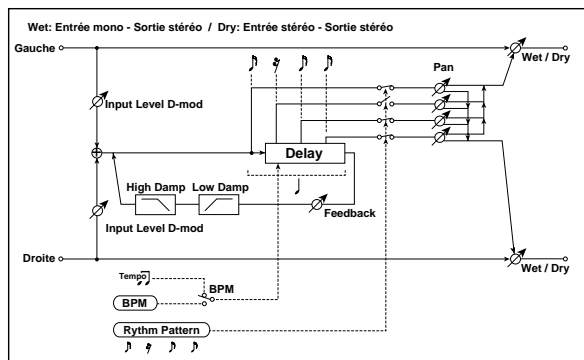 Wet: Entrée mono - Sortie stéréo / Dry: Entrée stéréo - Sortie stéréo
Gauche
Wet / Dry
Pan
Input Level D-mod
Delay
High Damp
Low Damp
Feedback
Input Level D-mod
Droite
Wet / Dry
Tempo
BPM
BPM
Rythm Pattern